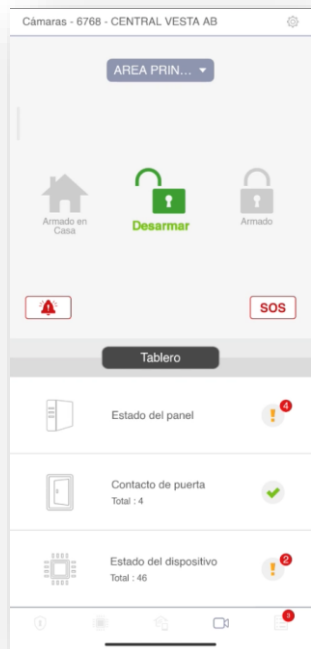 Cámaras - 6768 - CENTRAL VESTA AB
AREA PRIN...
Armado en
Casa
Desarmar
Armado
SOS
Tablero
Estado del panel
4
Contacto de puerta
Total : 4
Estado del dispositivo
2
Total : 46
3